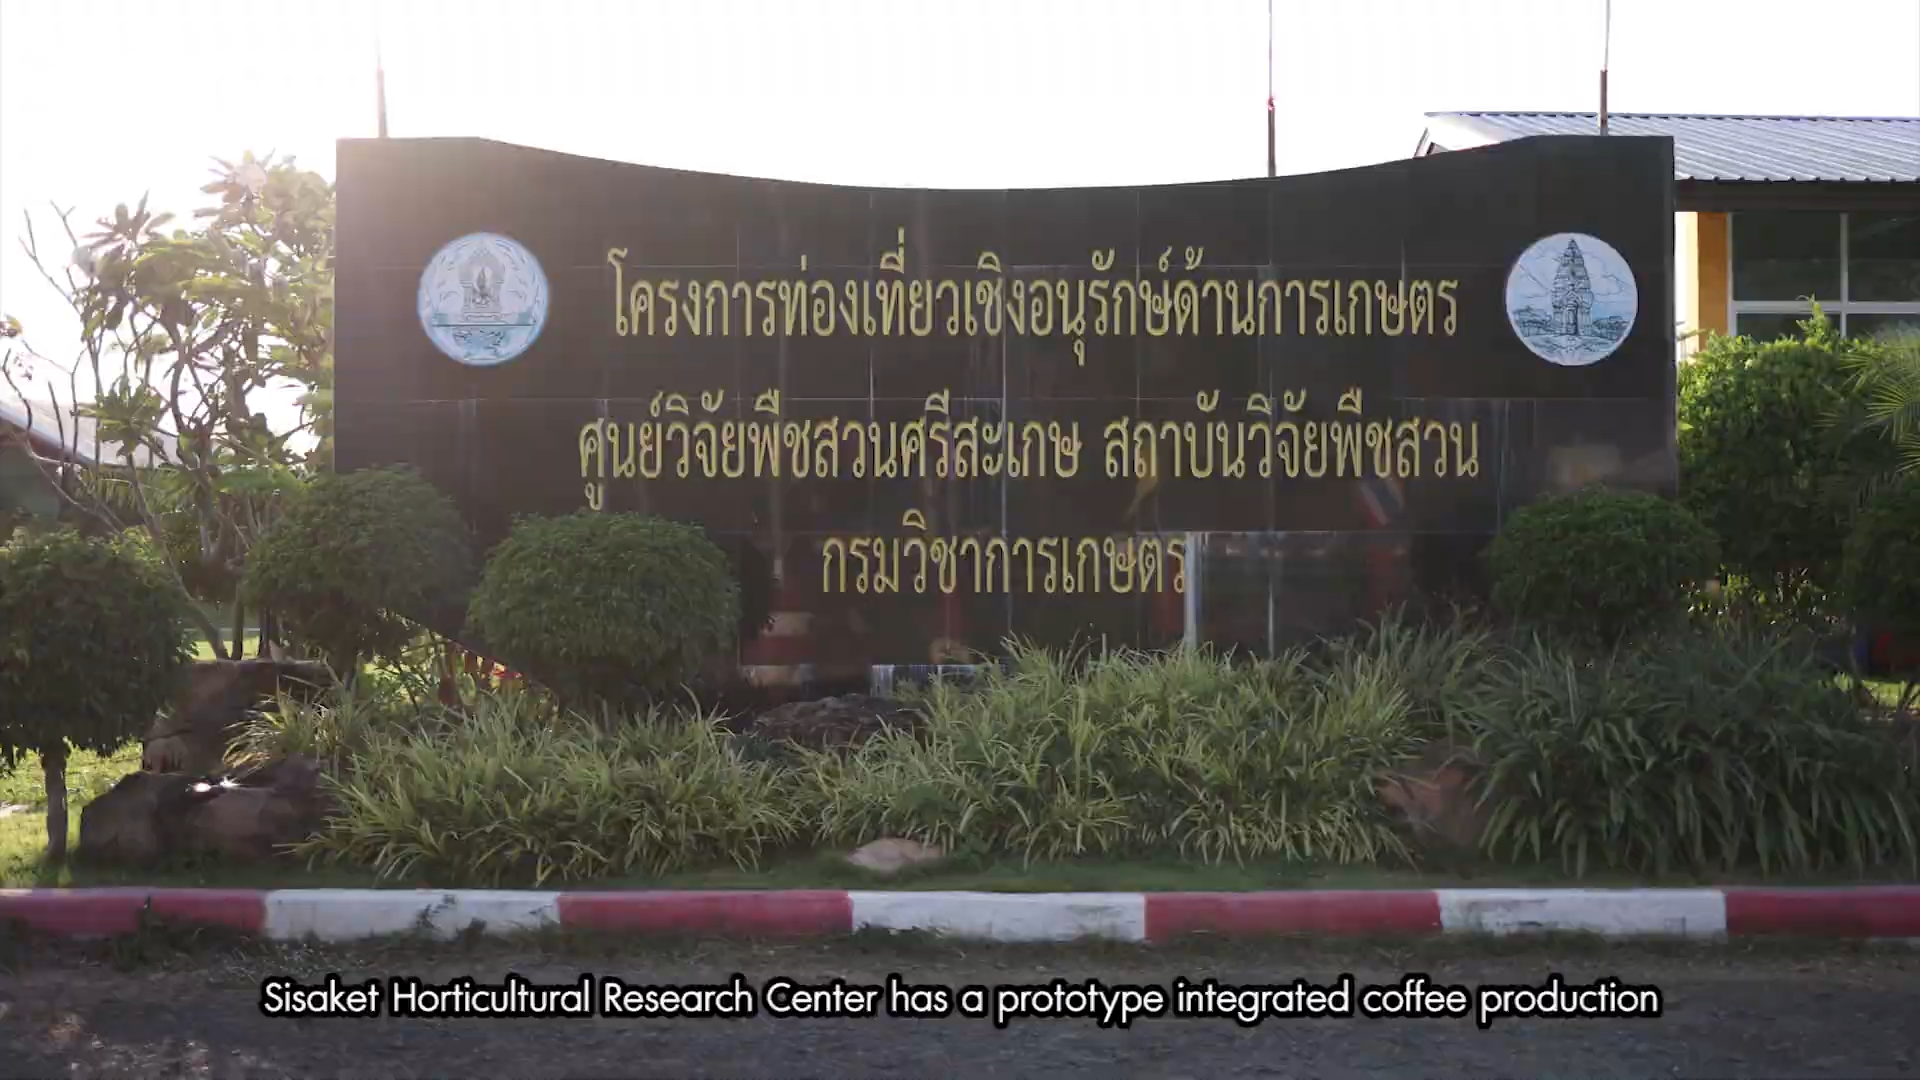 โครงการท่องเที่ยวเชิงอนุรักษ์ด้านการเกษตร
ศูนย์วิจัยพืชสวนศรีสะเกษ สถาบันวิจัยพืชสวน
กรมวิชาการเกษตร
Sisaket Horticultural Research Center has a prototype integrated coffee production